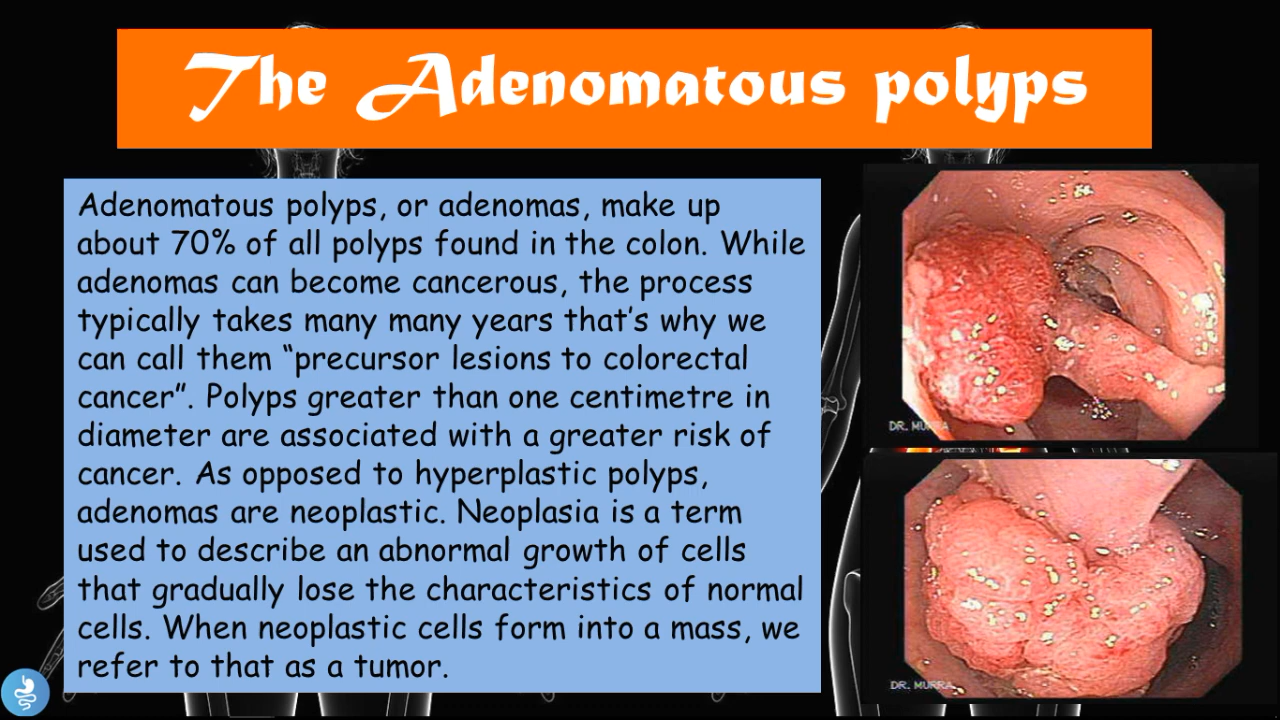 The Adenomatous polyps
Adenomatous polyps, or adenomas, make up
about 70% of all polyps found in the colon. While
adenomas can become cancerous, the process
typically takes many many years that's why we
can call them “precursor lesions to colorectal
cancer”. Polyps greater than one centimetre in
diameter are associated with a greater risk of
cancer. As opposed to hyperplastic polyps,
adenomas are neoplastic. Neoplasia is a term
used to describe an abnormal growth of cells
that gradually lose the characteristics of normal
cells. When neoplastic cells form into a mass, we
refer to that as a tumor.
DR. MURRA
DR. MURRA